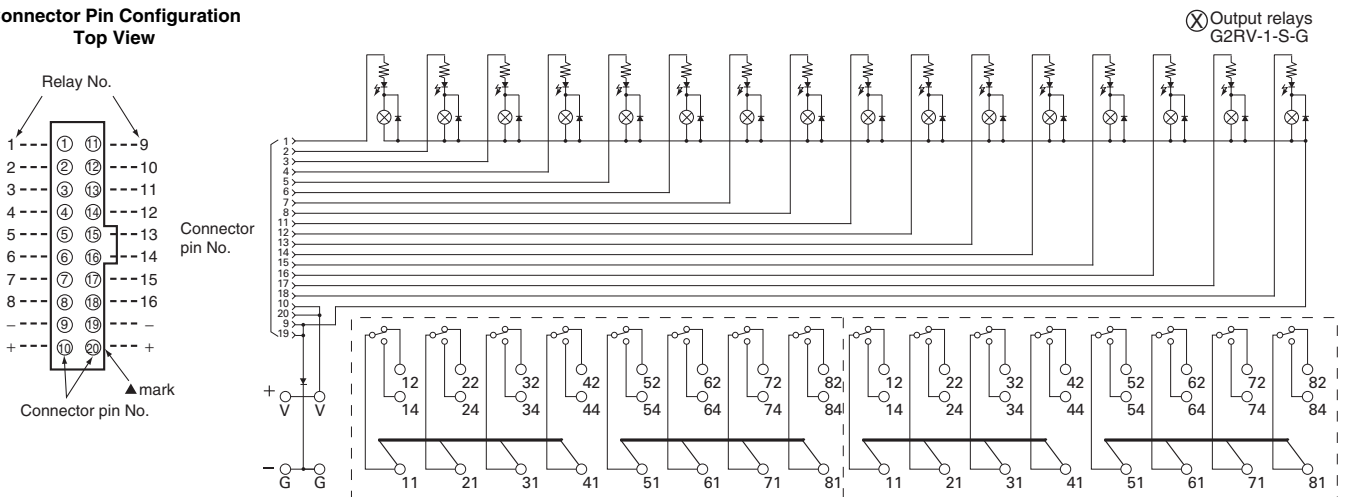 onnector Pin Configuration
Top View
Output relays
G2RV-1-S-G
Relay No.
1 1 11 9
2 2 12 10
3 3 13 11
4 4 14 12
5 5 15 13
6 6 16 14
7 7 17 15
8 8 18 16
– 9 19 –
+ 10 20 +
▲mark
Connector pin No.
Connector
pin No.
1
2
3
4
5
6
7
8
11
12
13
14
15
16
17
18
10
20
9
19
12 22 32 42 52 62 72 82 12 22 32 42 52 62 72 82
+ V V 14 24 34 44 54 64 74 84 14 24 34 44 54 64 74 84
– G G 11 21 31 41 51 61 71 81 11 21 31 41 51 61 71 81